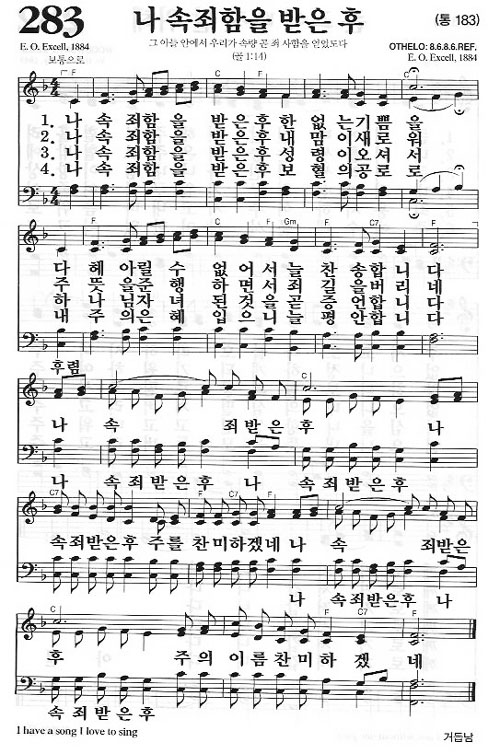 283
나 속죄함을 받은 후
(통 183)
E. O. Excell, 1884
보통으로
그 아들 안에서 우리가 속량 곧 죄 사함을 얻었도다
(골 1:14)
OTHELO: 8.6.8.6.REF.
E. O. Excell, 1884
F C F C
1. 나 속 죄 함 을 받 은 후 한 없 는 기 쁨 을
2. 나 속 죄 함 을 받 은 후 내 맘 이 새 로 워
3. 나 속 죄 함 을 받 은 후 성 령 이 오 셔 서
4. 나 속 죄 함 을 받 은 후 보 혈 의 공 로 로
C7 F C F Gm F C7 F
다 헤 아 릴 수 없 어 서 늘 찬 송 합 니 다
주 뜻 을 준 행 하 면 서 죄 길 을 버 리 네
하 나 님 자 녀 된 것 을 곧 증 언 합 니 다
내 주 님 의 은 혜 입 으 니 늘 평 안 합 니 다
후렴
나 속 죄받은후 나
나 속죄받은후 나 속죄받은후
C7 F C F
속죄받은후 주를 찬미하겠네 나 속 죄받은
나 속죄받은후 나
C F C7 F
후 주의 이름 찬미하 겠 네
속 죄 받 은 후
I have a song I love to sing
거듭남